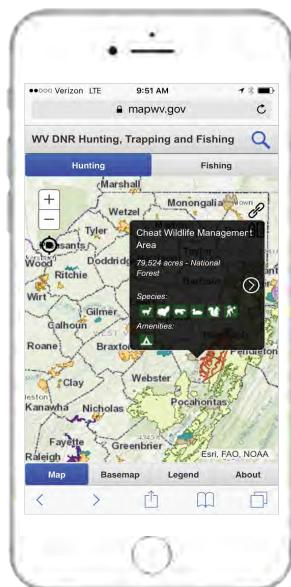 Verizon LTE 9:51 AM
mapwv.gov
WV DNR Hunting, Trapping and Fishing
Hunting Fishing
Marshall
Wetzel Monongalia
Tyler
Cheat Wildlife Management Area
79,524 acres - National Forest
Species:
Amenities:
Wood
Doddrid
Ritchie
Wirt
Gilmer
Calhoun
Roane Braxto
Pendleton
Webster
Clay
Pocahontas
Kanawha Nicholas
Fayette
Greenbrier
Raleigh
Esri, FAO, NOAA
Map Basemap Legend About